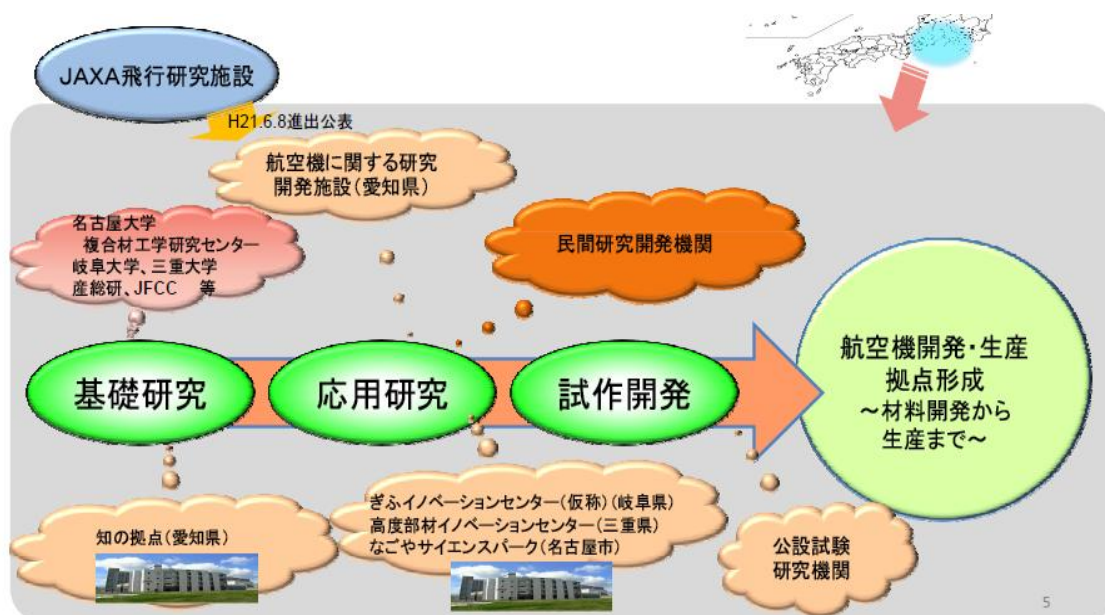 JAXA飛行研究施設
H21.6.8進出公表
航空機に関する研究
開発施設(愛知県)
名古屋大学
複合材工学研究センター
岐阜大学、三重大学
産総研、JFCC 等
民間研究開発機関
基礎研究
応用研究
試作開発
航空機開発・生産
拠点形成
～材料開発から
生産まで～
知の拠点(愛知県)
ぎふイノベーションセンター(仮称)(岐阜県)
高度部材イノベーションセンター(三重県)
なごやサイエンスパーク(名古屋市)
公設試験
研究機関
5